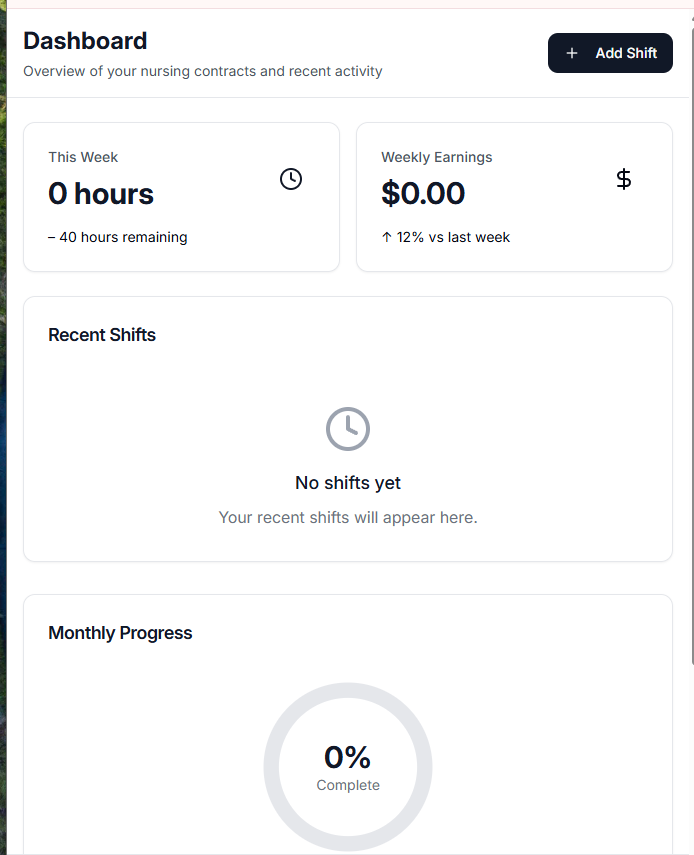 Dashboard
Overview of your nursing contracts and recent activity
+ Add Shift
This Week
0 hours
– 40 hours remaining
Weekly Earnings
$0.00
$
↑ 12% vs last week
Recent Shifts
No shifts yet
Your recent shifts will appear here.
Monthly Progress
0%
Complete